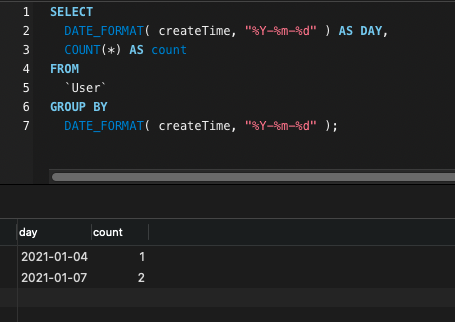 1 SELECT
2 DATE_FORMAT( createTime, "%Y-%m-%d" ) AS DAY,
3 COUNT(*) AS count
4 FROM
5 `User`
6 GROUP BY
7 DATE_FORMAT( createTime, "%Y-%m-%d" );
day count
2021-01-04 1
2021-01-07 2